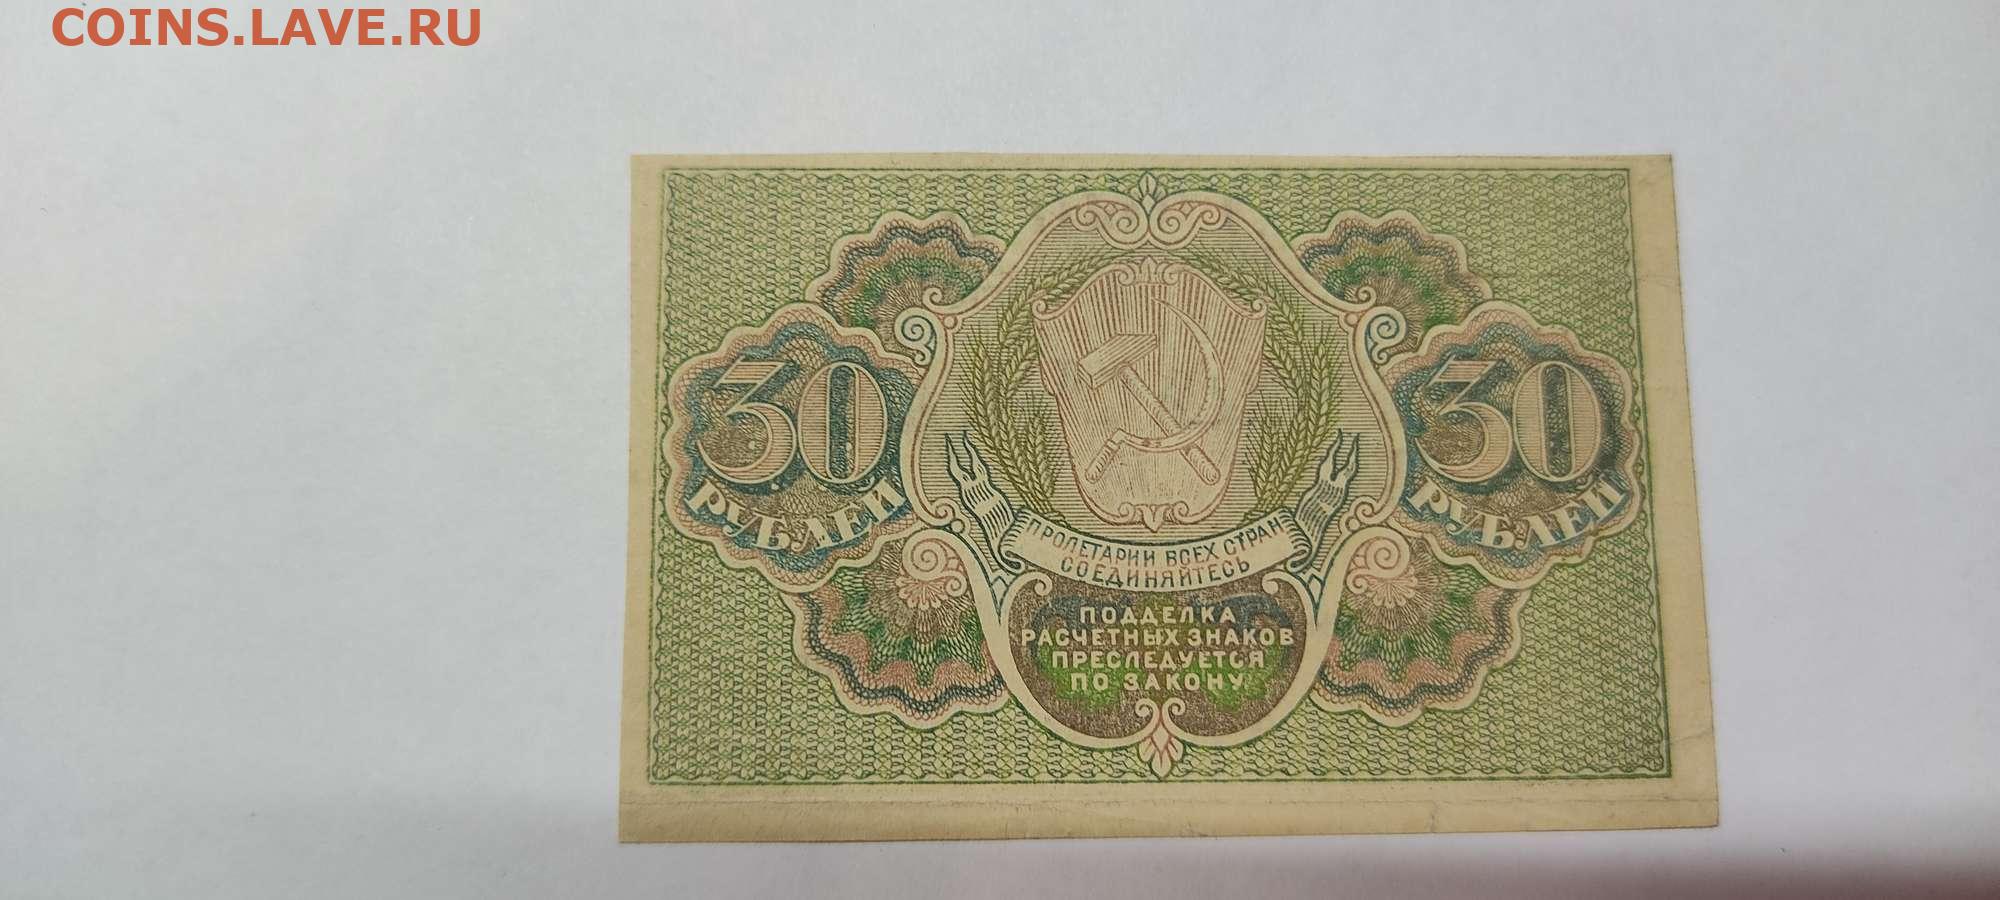 COINS.LAVE.RU
30
РУБЛЕЙ
30
РУБЛЕЙ
ПРОЛЕТАРИИ ВСЕХ СТРАН
СОЕДИНЯЙТЕСЬ
ПОДДЕЛКА
РАСЧЕТНЫХ ЗНАКОВ
ПРЕСЛЕДУЕТСЯ
ПО ЗАКОНУ